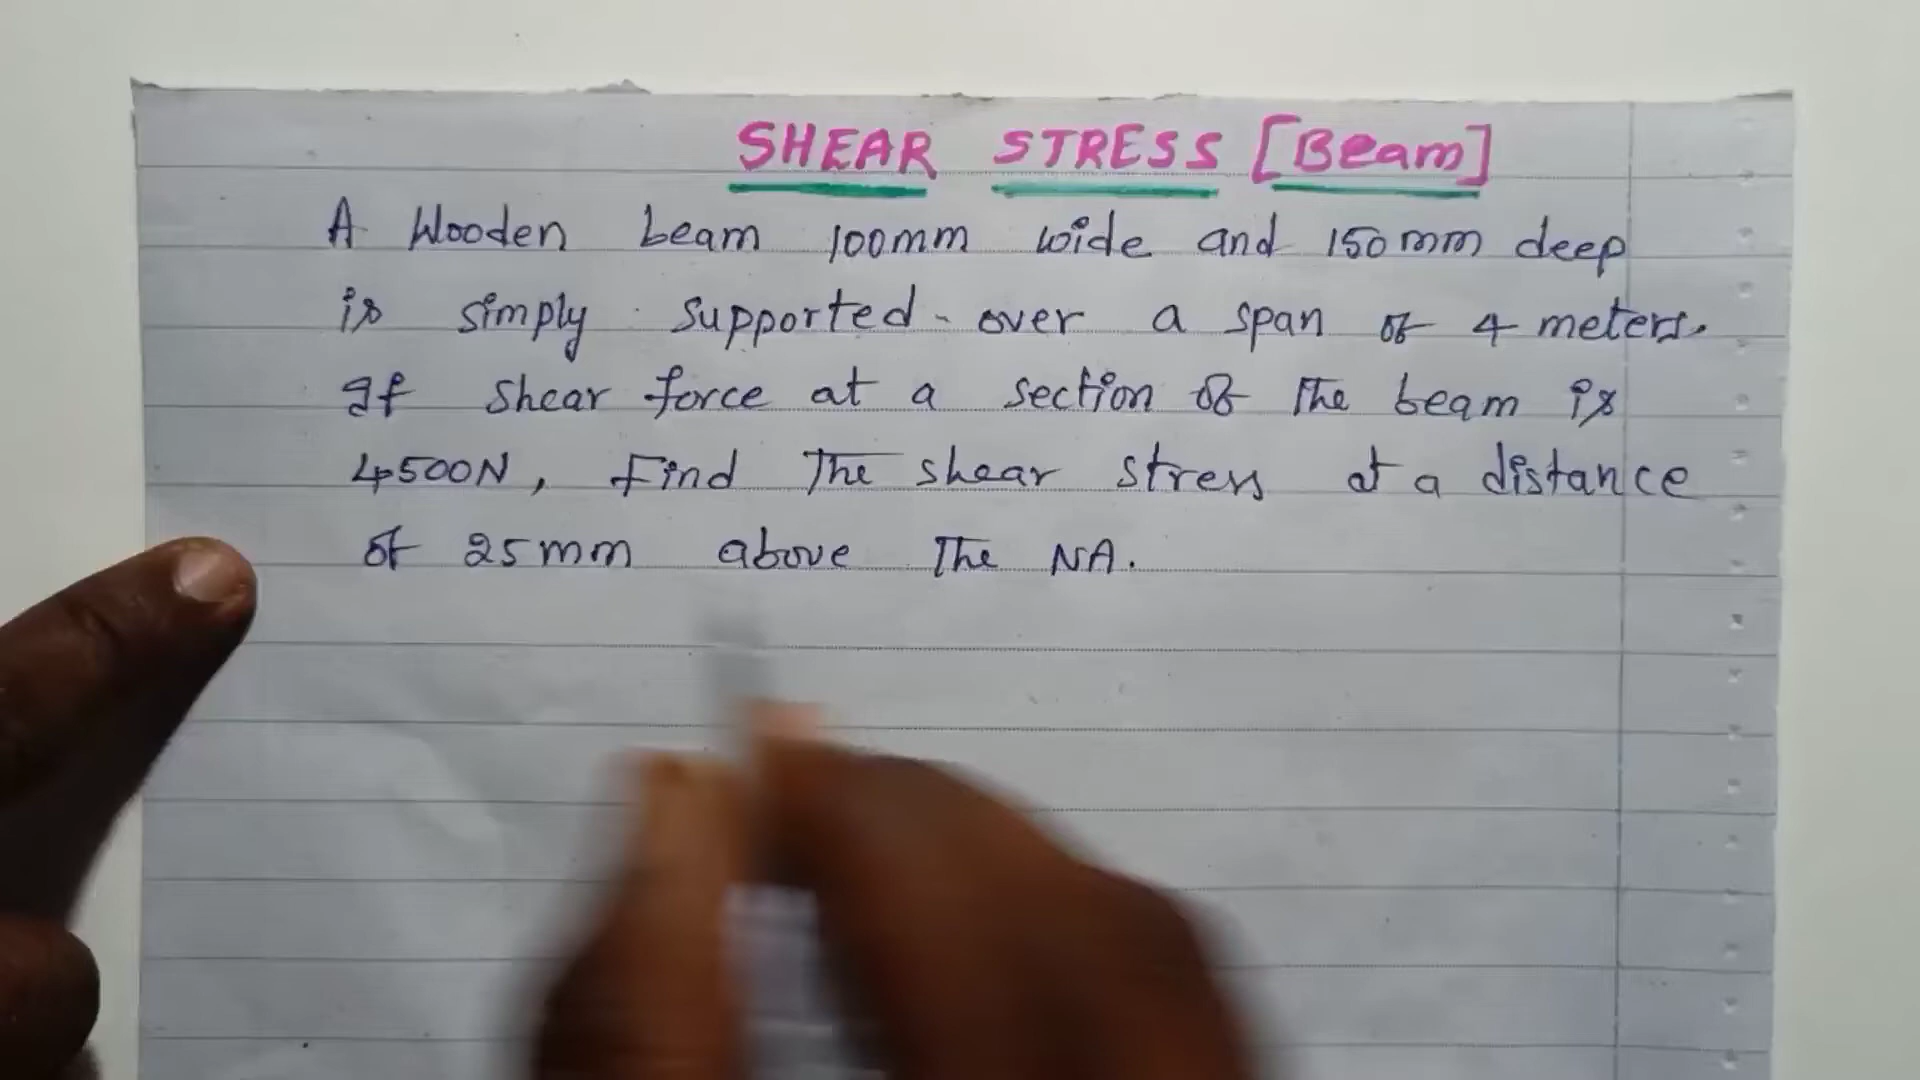 SHEAR STRESS [Beam]
A Wooden beam 100mm wide and 150mm deep
is simply supported over a span of 4 meters.
If shear force at a section of The beam is
4500N, Find The shear stress at a distance
of 25mm above The NA.